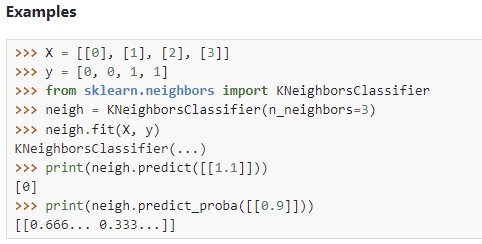 Examples
>>> X = [[0], [1], [2], [3]]
>>> y = [0, 0, 1, 1]
>>> from sklearn.neighbors import KNeighborsClassifier
>>> neigh = KNeighborsClassifier(n_neighbors=3)
>>> neigh.fit(X, y)
KNeighborsClassifier(...)
>>> print(neigh.predict([[1.1]]))
[0]
>>> print(neigh.predict_proba([[0.9]]))
[[0.666... 0.333...]]